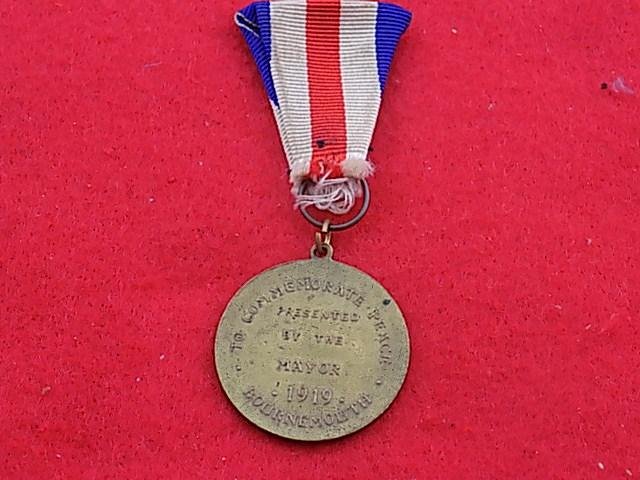 TO COMMEMORATE PEACE
PRESENTED
BY THE
MAYOR
1919
BOURNEMOUTH